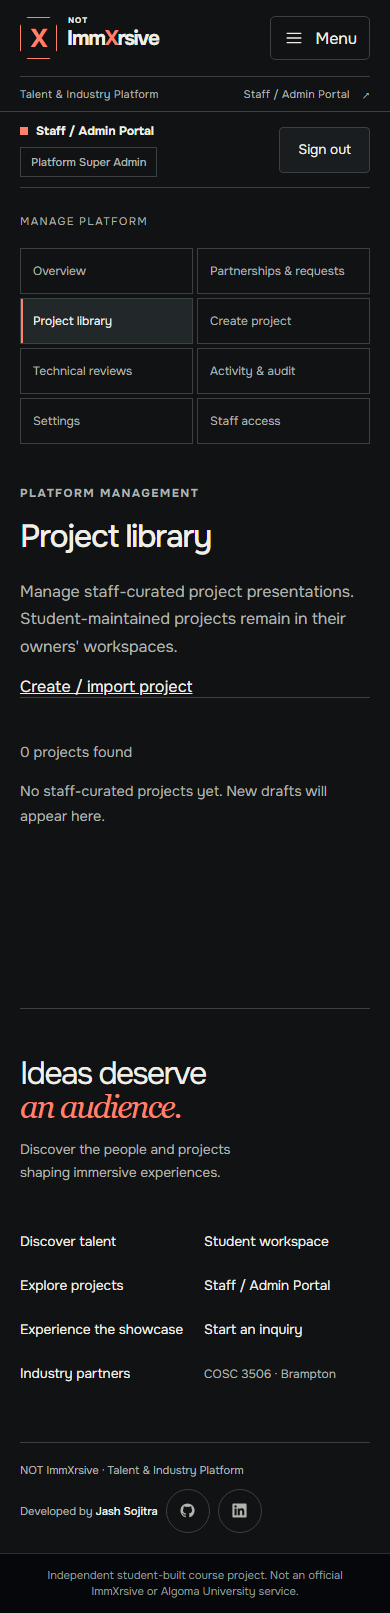 X
NOT
ImmXrsive
Menu
Talent & Industry Platform
Staff / Admin Portal ↗
Staff / Admin Portal
Platform Super Admin
Sign out
MANAGE PLATFORM
Overview
Partnerships & requests
Project library
Create project
Technical reviews
Activity & audit
Settings
Staff access
PLATFORM MANAGEMENT
Project library
Manage staff-curated project presentations.
Student-maintained projects remain in their
owners' workspaces.
Create / import project
0 projects found
No staff-curated projects yet. New drafts will
appear here.
Ideas deserve
an audience.
Discover the people and projects
shaping immersive experiences.
Discover talent
Student workspace
Explore projects
Staff / Admin Portal
Experience the showcase
Start an inquiry
Industry partners
COSC 3506 · Brampton
NOT ImmXrsive · Talent & Industry Platform
Developed by Jash Sojitra
in
Independent student-built course project. Not an official
ImmXrsive or Algoma University service.